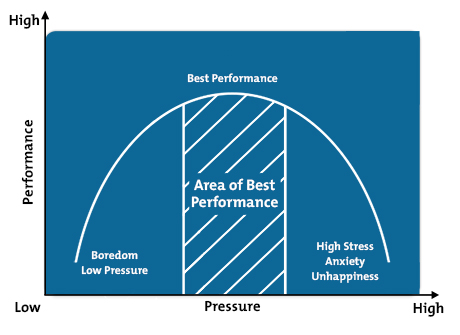 High
Best Performance
Performance
Area of Best
Performance
Boredom
Low Pressure
High Stress
Anxiety
Unhappiness
Low
Pressure
High